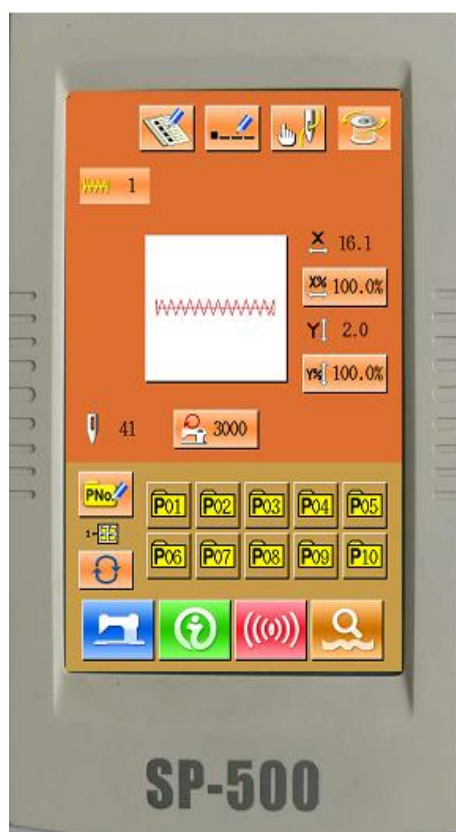 1
X 16.1
X% 100.0%
Y 2.0
Y% 100.0%
41 3000
PNo.
P01 P02 P03 P04 P05
1-
P06 P07 P08 P09 P10
SP-500